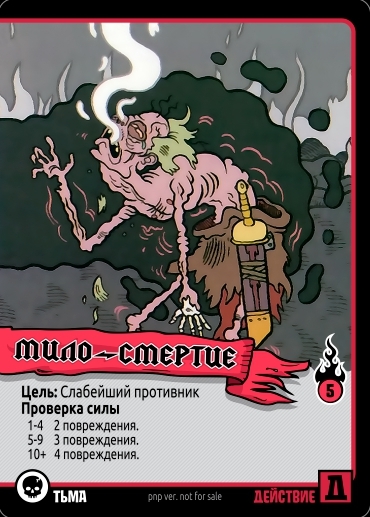 мило-смертие
5
Цель: Слабейший противник
Проверка силы
1-4 2 повреждения.
5-9 3 повреждения.
10+ 4 повреждения.
ТЬМА
pnp ver. not for sale
ДЕЙСТВИЕ Д